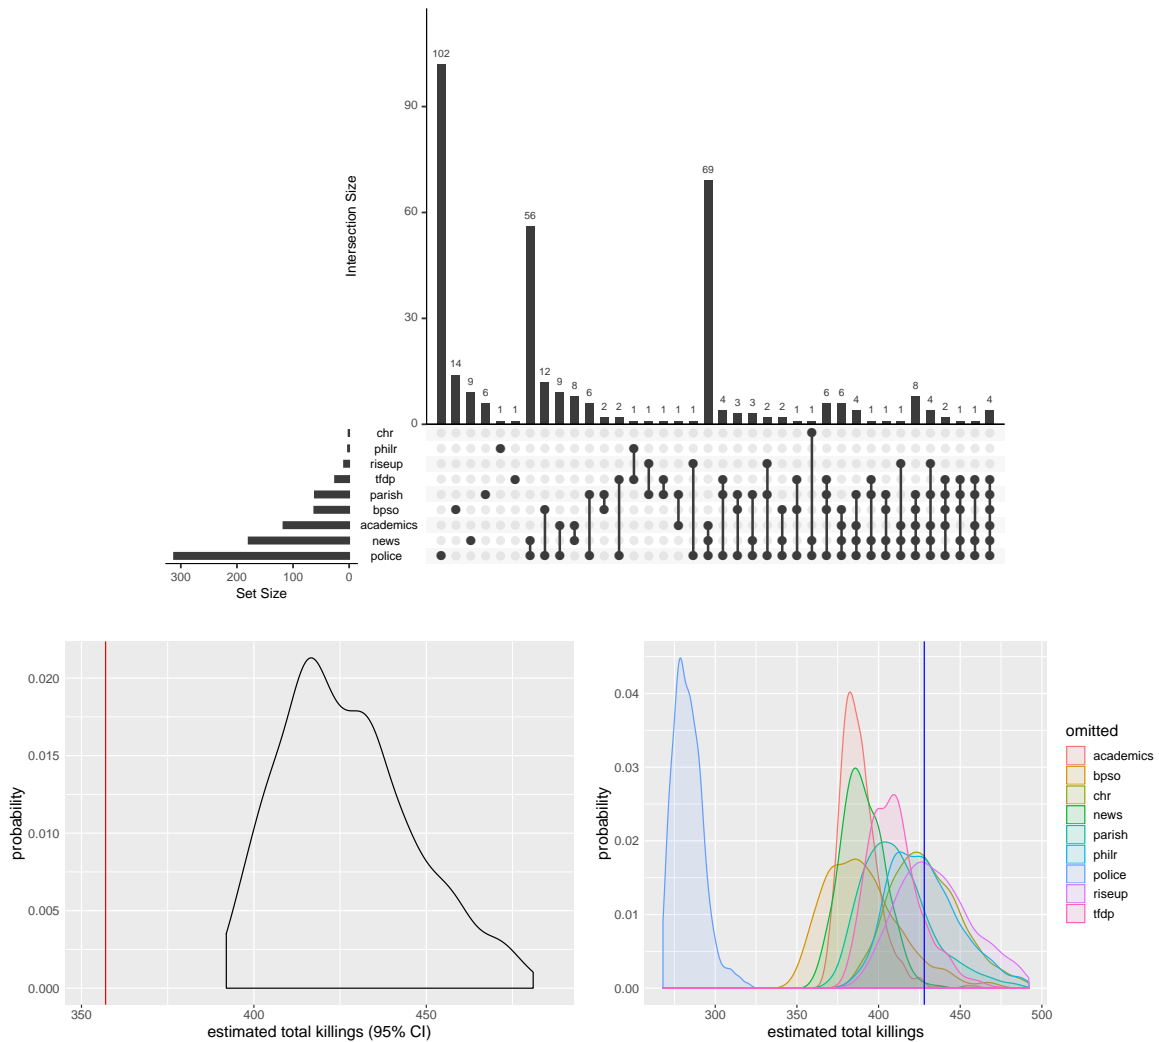 102
90
69
60
56
30
14 9 6 1 1 12 9 8 6 2 2 1 1 1 1 1 4 3 3 2 2 1 1 6 6 4 1 1 1 8 4 2 1 1 4
0
Intersection Size
chr
philr
riseup
tfdp
parish
bpso
academics
news
police
300 200 100 0
Set Size
0.020
0.015
0.010
0.005
0.000
probability
350 400 450
estimated total killings (95% CI)
0.04
0.03
0.02
0.01
0.00
probability
300 350 400 450 500
estimated total killings
omitted
academics
bpso
chr
news
parish
philr
police
riseup
tfdp